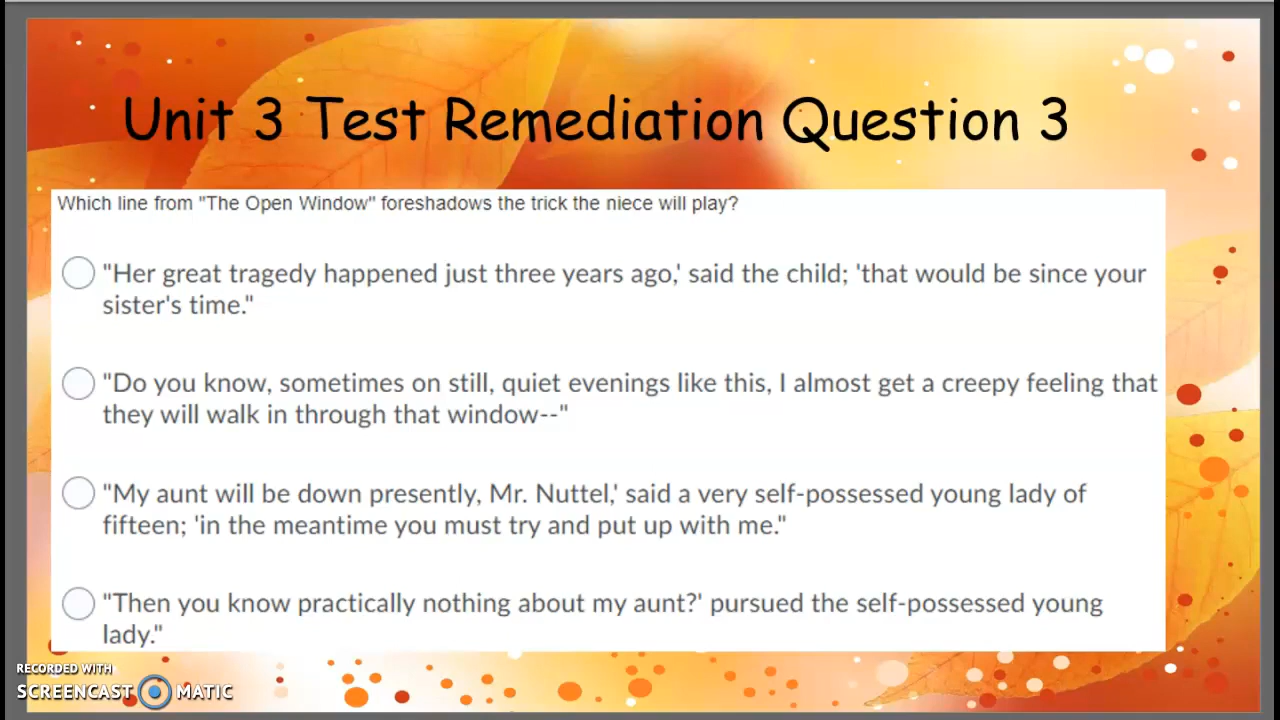 Unit 3 Test Remediation Question 3
Which line from "The Open Window" foreshadows the trick the niece will play?
"Her great tragedy happened just three years ago,' said the child; 'that would be since your
sister's time."
"Do you know, sometimes on still, quiet evenings like this, I almost get a creepy feeling that
they will walk in through that window--"
"My aunt will be down presently, Mr. Nuttel,' said a very self-possessed young lady of
fifteen; 'in the meantime you must try and put up with me."
"Then you know practically nothing about my aunt?' pursued the self-possessed young
lady."
RECORDED WITH
SCREENCAST MATIC